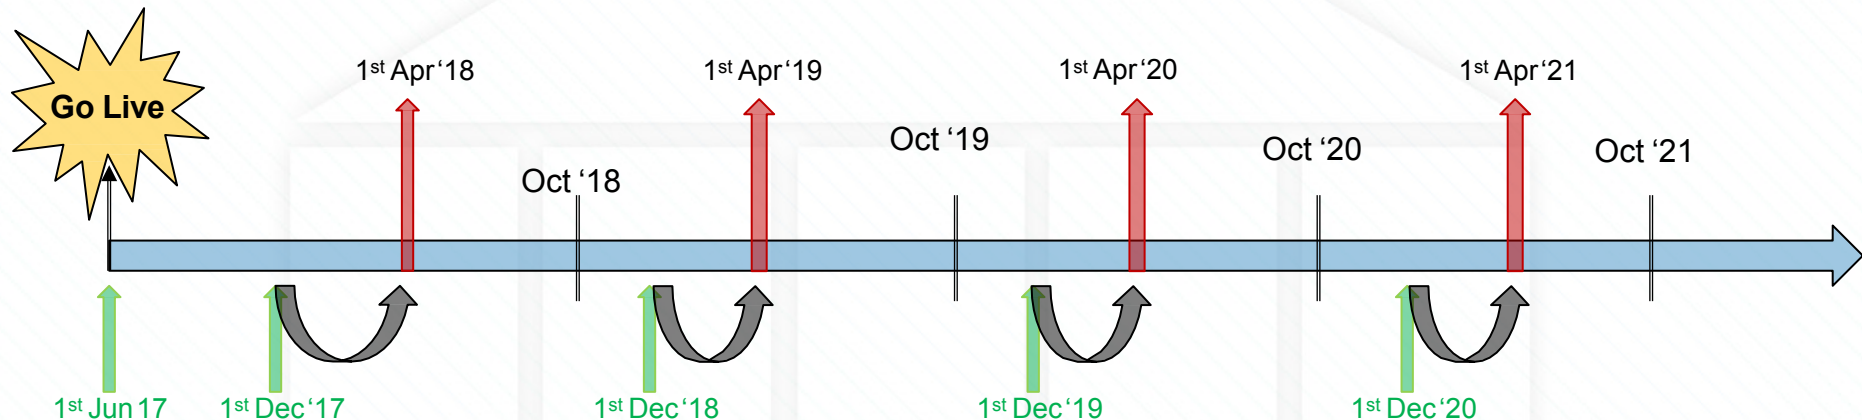 Go Live
1st Apr ‘18
1st Apr ‘19
1st Apr ‘20
1st Apr ‘21
Oct ‘18
Oct ‘19
Oct ‘20
Oct ‘21
1st Jun 17
1st Dec ‘17
1st Dec ‘18
1st Dec ‘19
1st Dec ‘20